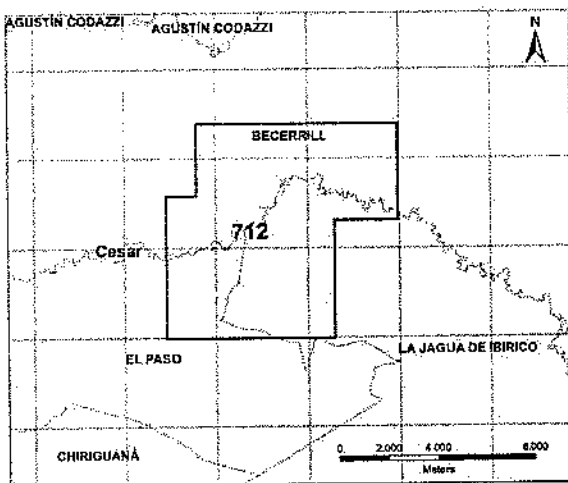 AGUSTÍN CODAZZI
AGUSTÍN CODAZZI
N
BECERRILL
712
Cesar
EL PASO
LA JAGUA DE IBIRICO
CHIRIGUANÁ
0. 2.000 4.000 8.000
Meters